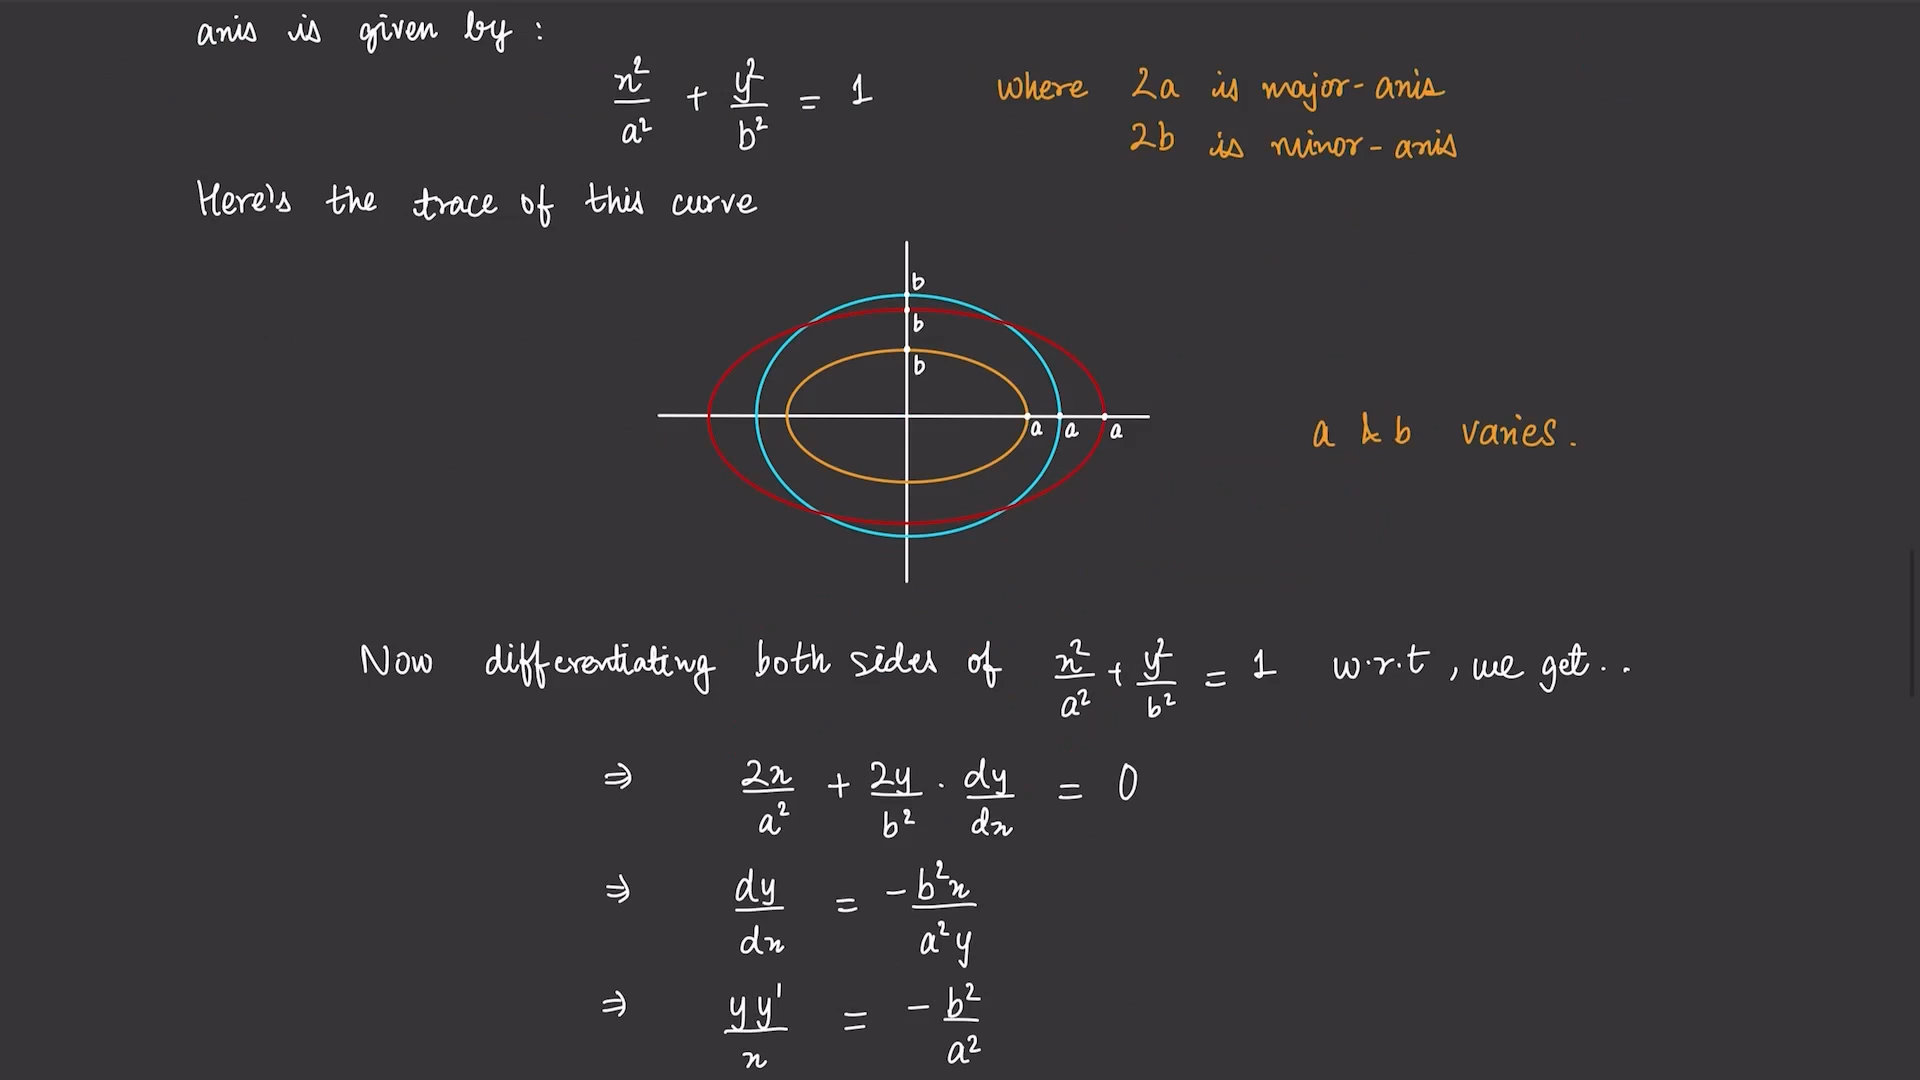 axis is given by :
x²/a² + y²/b² = 1
where 2a is major-axis
2b is minor-axis
Here's the trace of this curve
b
b
b
a a a
a & b varies.
Now differentiating both sides of x²/a² + y²/b² = 1 w.r.t , we get ..
⇒ 2x/a² + 2y/b² · dy/dx = 0
⇒ dy/dx = -b²x/a²y
⇒ yy'/x = - b²/a²